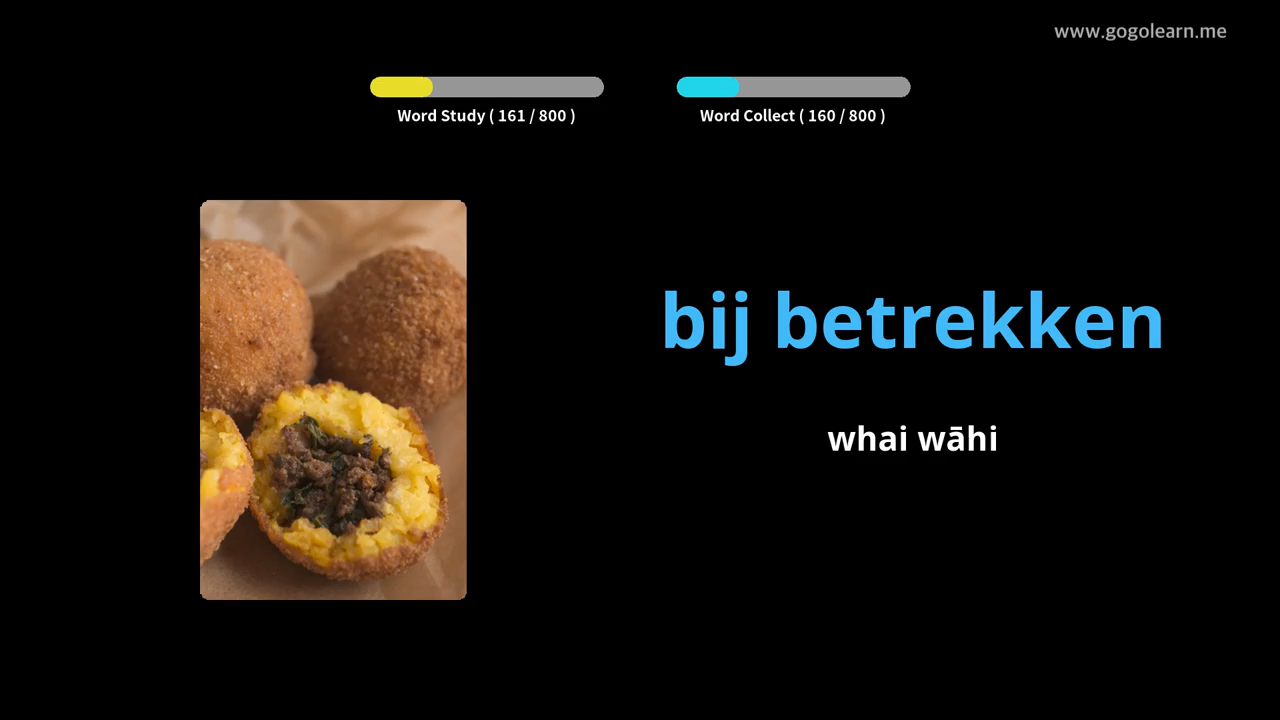 www.gogolearn.me
Word Study ( 161 / 800 )
Word Collect ( 160 / 800 )
bij betrekken
whai wāhi